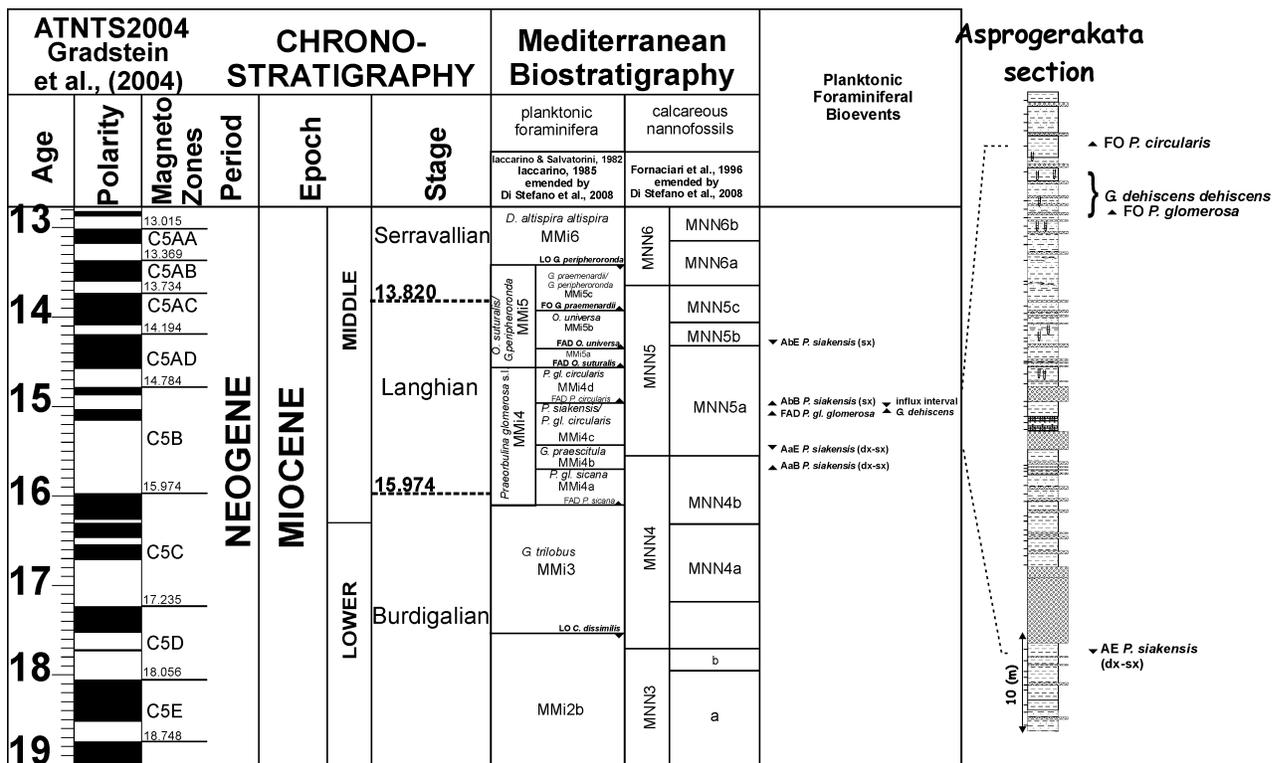 ATNTS2004
Gradstein
et al., (2004)
CHRONO-
STRATIGRAPHY
Mediterranean
Biostratigraphy
Planktonic
Foraminiferal
Bioevents
Asprogerakata
section
Age
Polarity
Magneto
Zones
Period
Epoch
Stage
planktonic
foraminifera
calcareous
nannofossils
Iaccarino & Salvatorini, 1982
Iaccarino, 1985
emended by
Di Stefano et al., 2008
Fornaciari et al., 1996
emended by
Di Stefano et al., 2008
13
14
15
16
17
18
19
13.015
C5AA
13.369
C5AB
13.734
C5AC
14.194
C5AD
14.784
C5B
15.974
C5C
17.235
C5D
18.056
C5E
18.748
NEOGENE
MIOCENE
MIDDLE
LOWER
Serravallian
13.820
Langhian
15.974
Burdigalian
D. altispira altispira
MMi6
LO G. peripheroronda
O. suturalis/
G.peripheroronda
MMi5
G. praemenardii/
G. peripheroronda
MMi5c
FO G. praemenardii
O. universa
MMi5b
FAD O. universa
MMi5a
FAD O. suturalis
Praeorbulina glomerosa s.l.
MMi4
P. gl. circularis
MMi4d
FAD P. circularis
P. siakensis/
P. gl. circularis
MMi4c
G. praescitula
MMi4b
P. gl. sicana
MMi4a
FAD P. sicana
G trilobus
MMi3
LO C. dissimilis
MMi2b
MNN6
MNN5
MNN4
MNN3
MNN6b
MNN6a
MNN5c
MNN5b
MNN5a
MNN4b
MNN4a
b
a
AbE P. siakensis (sx)
AbB P. siakensis (sx)
FAD P. gl. glomerosa
influx interval
G. dehiscens
AaE P. siakensis (dx-sx)
AaB P. siakensis (dx-sx)
FO P. circularis
G. dehiscens dehiscens
FO P. glomerosa
AE P. siakensis
(dx-sx)
10 (m)